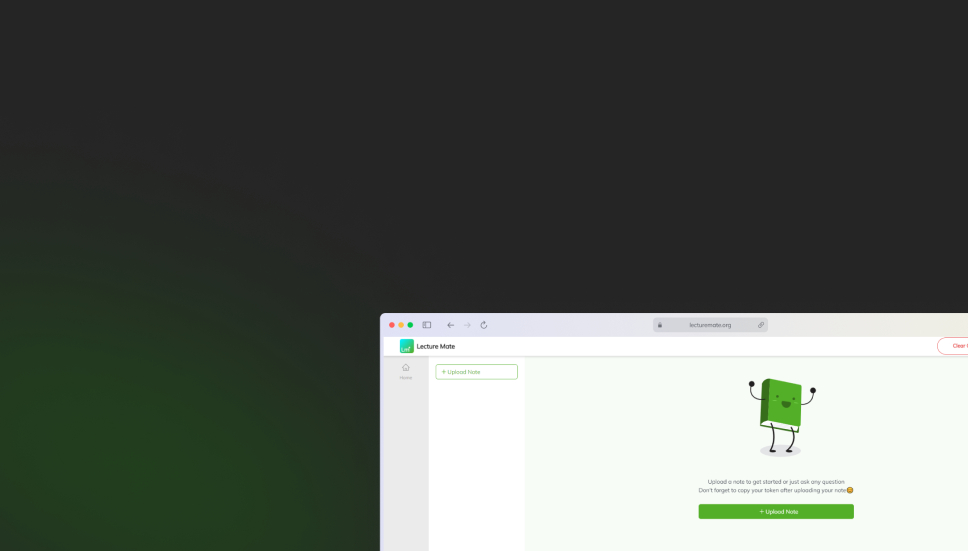 lecturemate.org
LM
Lecture Mate
Clear
Home
+ Upload Note
Upload a note to get started or just ask any question
Don't forget to copy your token after uploading your note😊
+ Upload Note